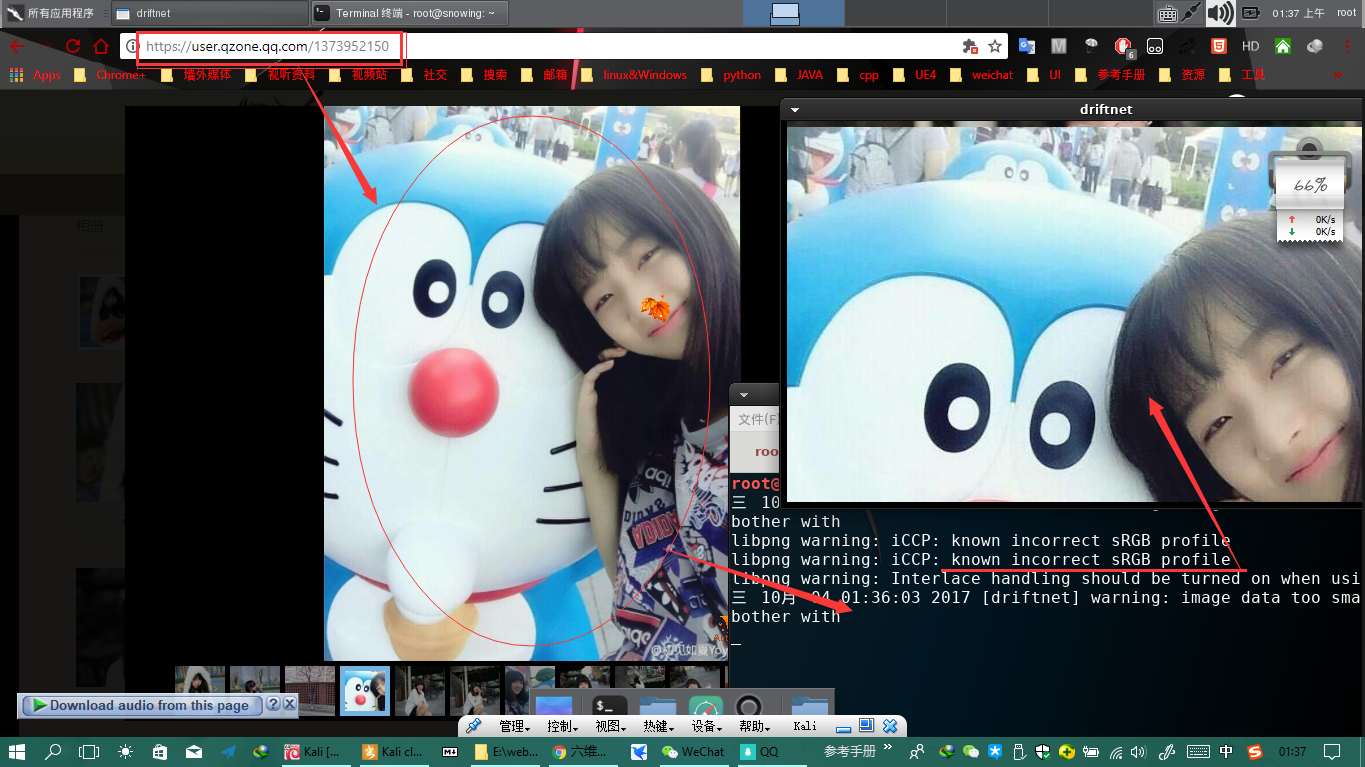 所有应用程序
driftnet
Terminal 终端 - root@snowing: ~
01:37 上午
root
https://user.qzone.qq.com/1373952150
6
HD
Apps
Chrome+
墙外媒体
视听资料
视频站
社交
搜索
邮箱
linux&Windows
python
JAVA
cpp
UE4
weichat
UI
参考手册
资源
工具
»
driftnet
66%
0K/s
0K/s
相册
文件(F)
roo
root@
三 10
bother with
libpng warning: iCCP: known incorrect sRGB profile
libpng warning: iCCP: known incorrect sRGB profile
libpng warning: Interlace handling should be turned on when usi
三 10月 04 01:36:03 2017 [driftnet] warning: image data too sma
bother with
@初见如夏Yoy
Download audio from this page
管理
控制
视图
热键
设备
帮助
Kali
Kali [...
Kali cl...
E:\web...
六维...
WeChat
QQ
参考手册
»
中
01:37